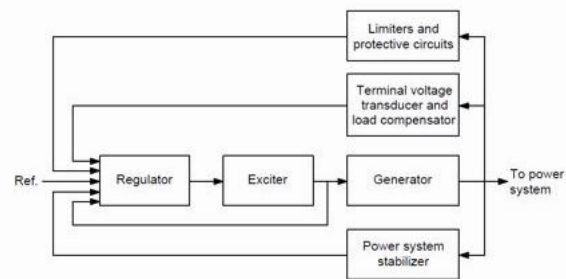 Limiters and
protective circuits
Terminal voltage
transducer and
load compensator
Ref.
Regulator
Exciter
Generator
To power
system
Power system
stabilizer